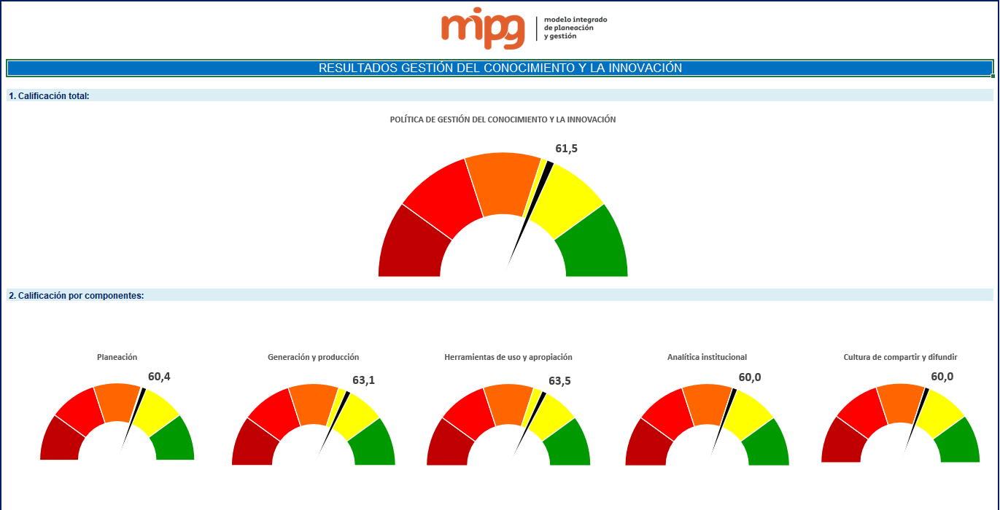 mipg
modelo integrado
de planeación
y gestión
RESULTADOS GESTIÓN DEL CONOCIMIENTO Y LA INNOVACIÓN
1. Calificación total:
POLÍTICA DE GESTIÓN DEL CONOCIMIENTO Y LA INNOVACIÓN
61,5
2. Calificación por componentes:
Planeación
60,4
Generación y producción
63,1
Herramientas de uso y apropiación
63,5
Analítica institucional
60,0
Cultura de compartir y difundir
60,0